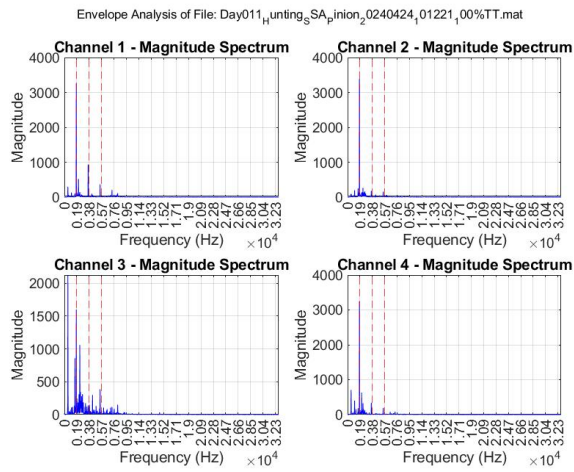 Envelope Analysis of File: Day011HuntingSSAPinion20240424101221100%TT.mat
Channel 1 - Magnitude Spectrum
4000
3000
2000
1000
0
Magnitude
0 0.19 0.38 0.57 0.76 0.95 1.14 1.33 1.52 1.71 1.9 2.09 2.28 2.47 2.66 2.85 3.04 3.23
Frequency (Hz) ×10^4
Channel 2 - Magnitude Spectrum
4000
3000
2000
1000
0
Magnitude
0 0.19 0.38 0.57 0.76 0.95 1.14 1.33 1.52 1.71 1.9 2.09 2.28 2.47 2.66 2.85 3.04 3.23
Frequency (Hz) ×10^4
Channel 3 - Magnitude Spectrum
2000
1500
1000
500
0
Magnitude
0 0.19 0.38 0.57 0.76 0.95 1.14 1.33 1.52 1.71 1.9 2.09 2.28 2.47 2.66 2.85 3.04 3.23
Frequency (Hz) ×10^4
Channel 4 - Magnitude Spectrum
4000
3000
2000
1000
0
Magnitude
0 0.19 0.38 0.57 0.76 0.95 1.14 1.33 1.52 1.71 1.9 2.09 2.28 2.47 2.66 2.85 3.04 3.23
Frequency (Hz) ×10^4